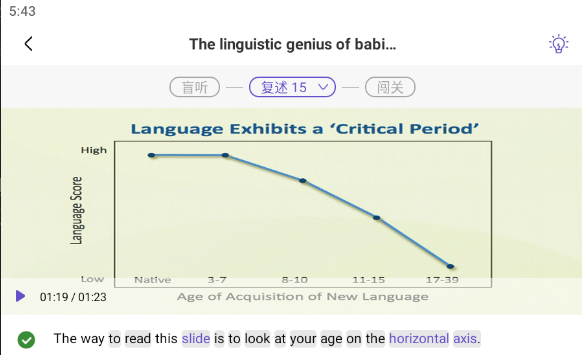 5:43
The linguistic genius of babi...
盲听
复述 15
闯关
Language Exhibits a ‘Critical Period’
High
Language Score
Low
Native 3-7 8-10 11-15 17-39
Age of Acquisition of New Language
01:19 / 01:23
The way to read this slide is to look at your age on the horizontal axis.